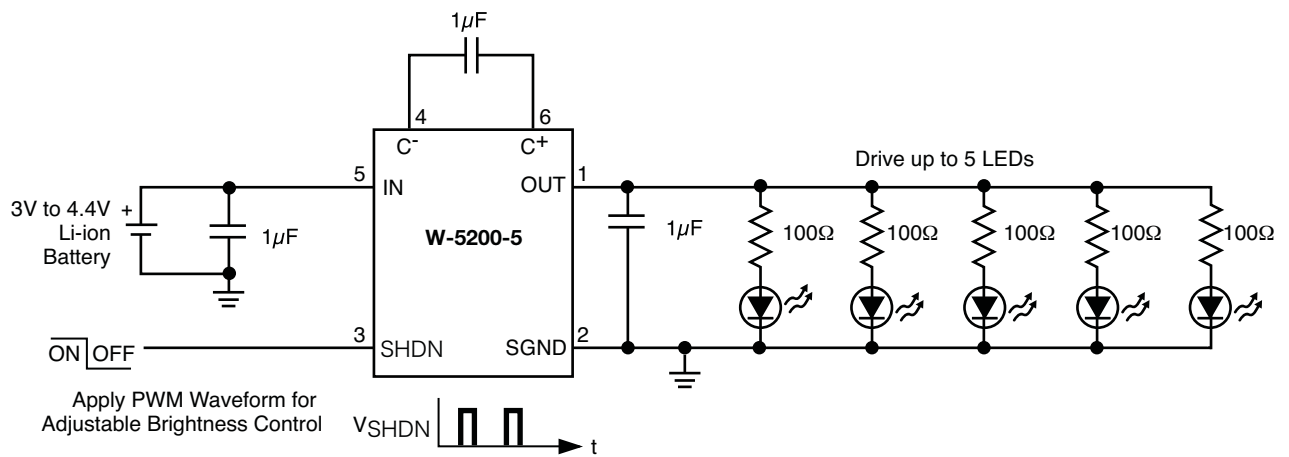 1µF
4
6
C-
C+
Drive up to 5 LEDs
5
IN
OUT
1
3V to 4.4V
Li-ion
Battery
+
1µF
W-5200-5
1µF
100Ω
100Ω
100Ω
100Ω
100Ω
ON
OFF
3
SHDN
SGND
2
Apply PWM Waveform for
Adjustable Brightness Control
VSHDN
t